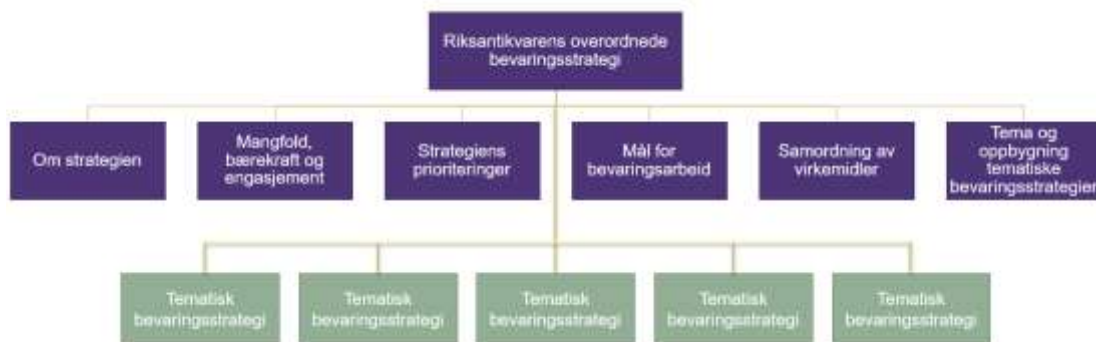 Riksantikvarens overordnede
bevaringsstrategi
Om strategien
Mangfold,
bærekraft og
engasjement
Strategiens
prioriteringer
Mål for
bevaringsarbeid
Samordning av
virkemidler
Tema og
oppbygning
tematiske
bevaringsstrategier
Tematisk
bevaringsstrategi
Tematisk
bevaringsstrategi
Tematisk
bevaringsstrategi
Tematisk
bevaringsstrategi
Tematisk
bevaringsstrategi